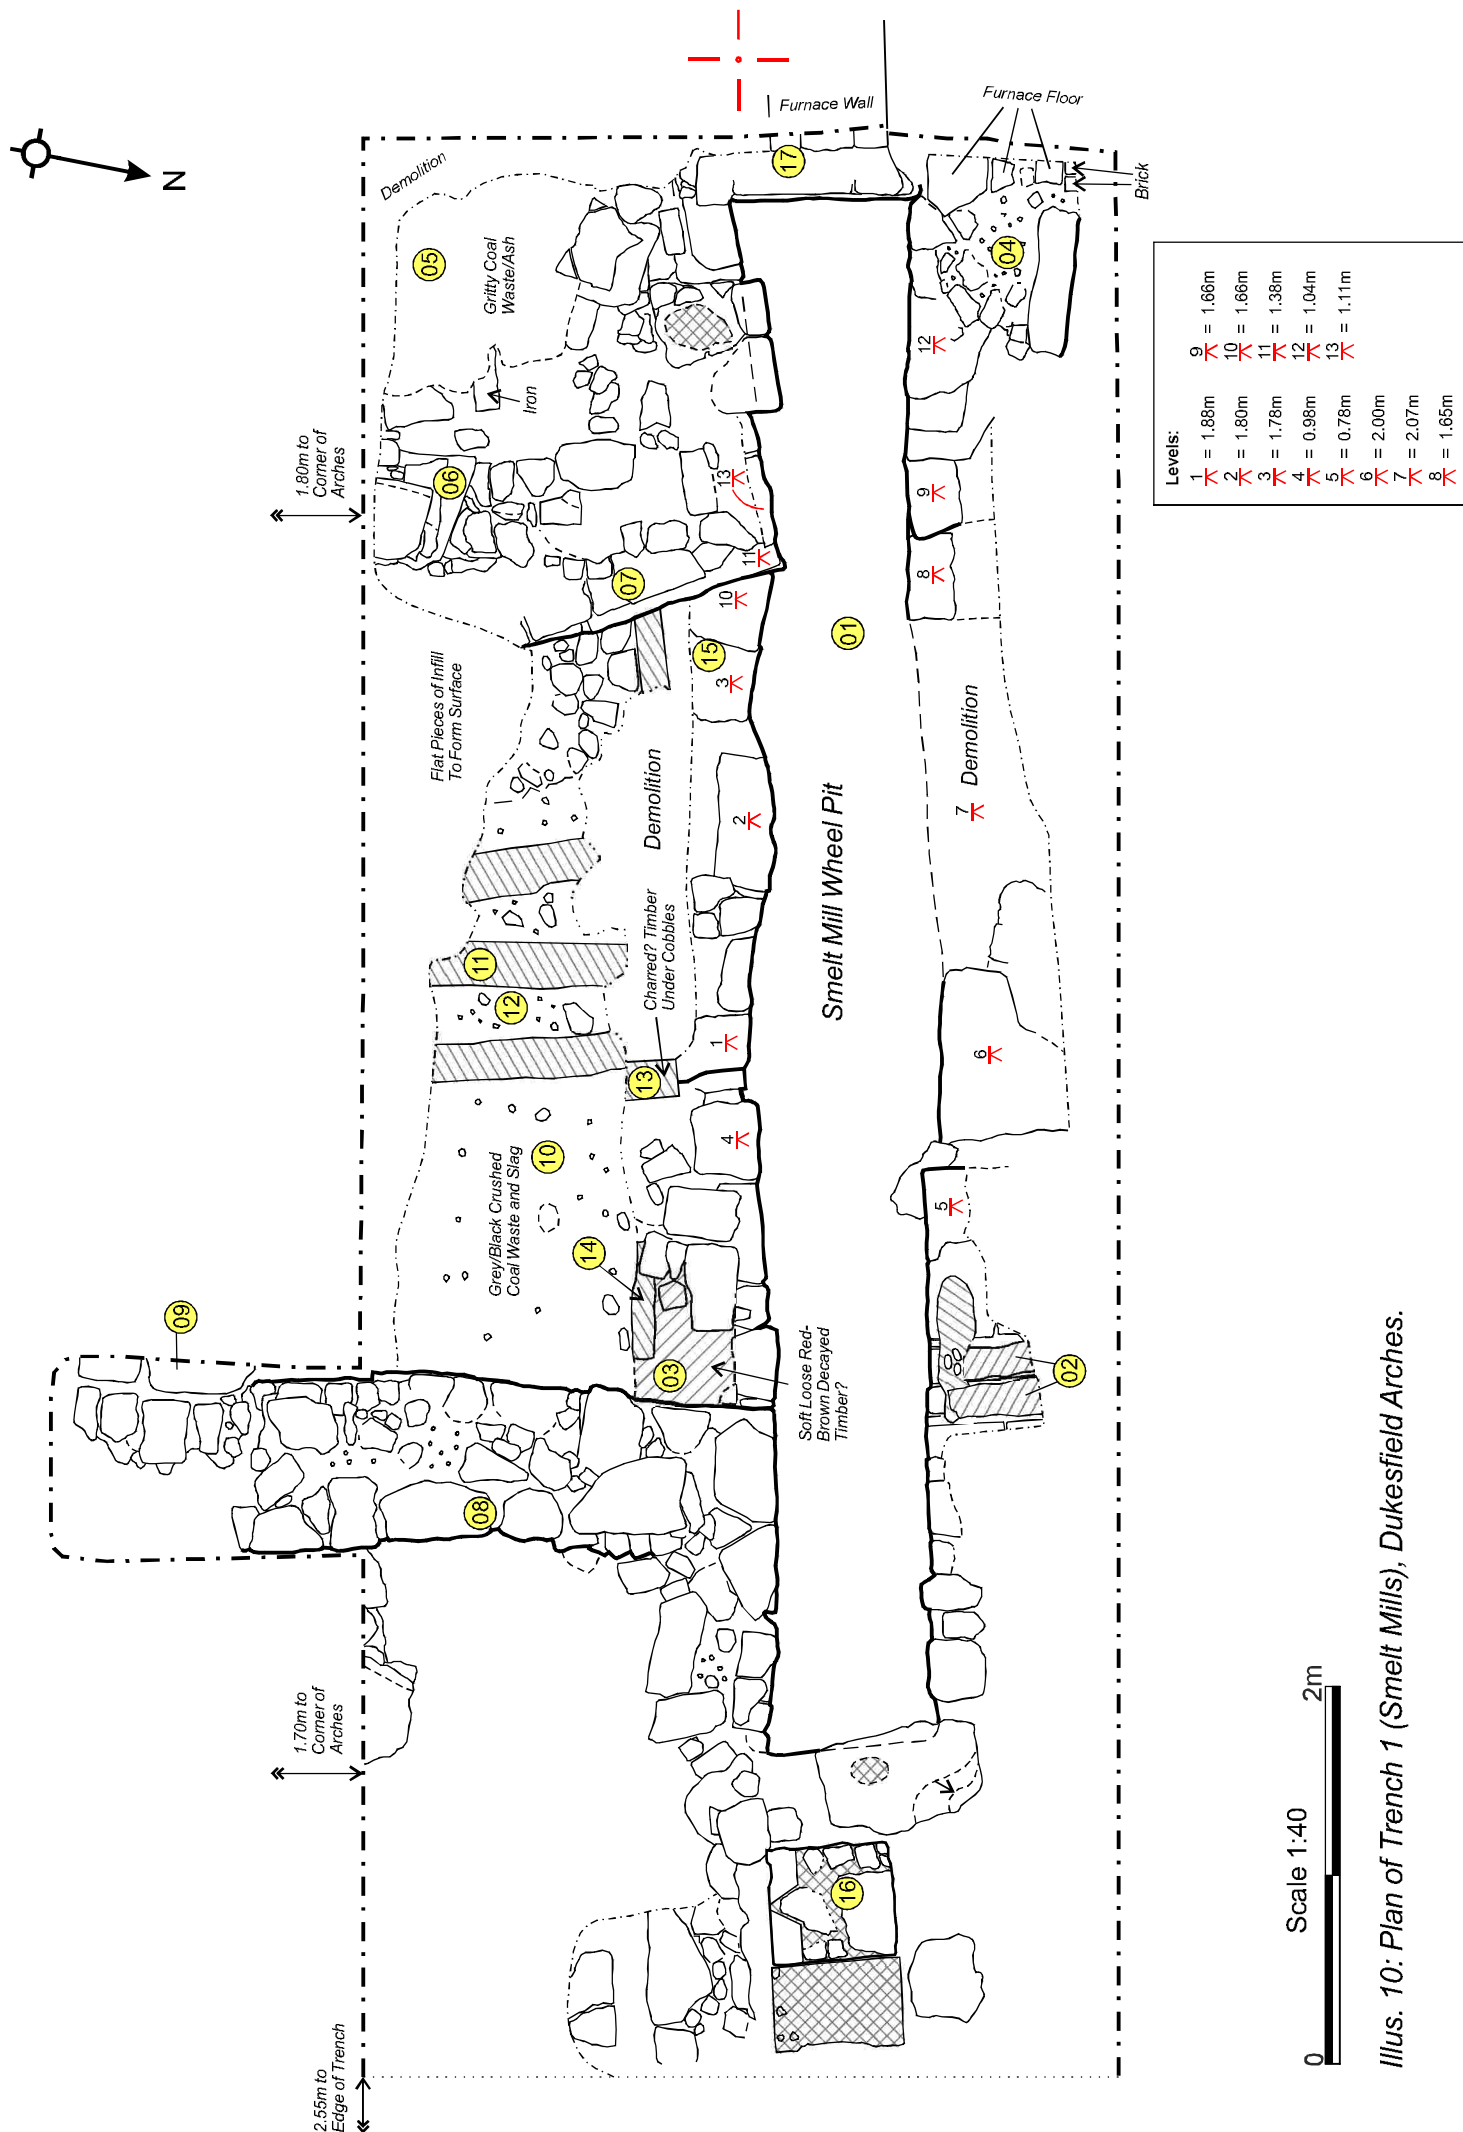 N
Demolition
05
Gritty Coal
Waste/Ash
Iron
1.80m to
Corner of
Arches
06
07
Furnace Wall
17
Furnace Floor
Brick
04
12
13
11
10
9
8
15
3
01
Flat Pieces of Infill
To Form Surface
Demolition
2
Smelt Mill Wheel Pit
7
Demolition
11
12
Charred? Timber
Under Cobbles
13
1
6
4
5
10
Grey/Black Crushed
Coal Waste and Slag
14
03
Soft Loose Red-
Brown Decayed
Timber?
02
09
08
1.70m to
Corner of
Arches
16
2.55m to
Edge of Trench
Levels:
1 = 1.88m
2 = 1.80m
3 = 1.78m
4 = 0.98m
5 = 0.78m
6 = 2.00m
7 = 2.07m
8 = 1.65m
9 = 1.66m
10 = 1.66m
11 = 1.38m
12 = 1.04m
13 = 1.11m
Scale 1:40
0 2m
Illus. 10: Plan of Trench 1 (Smelt Mills), Dukesfield Arches.